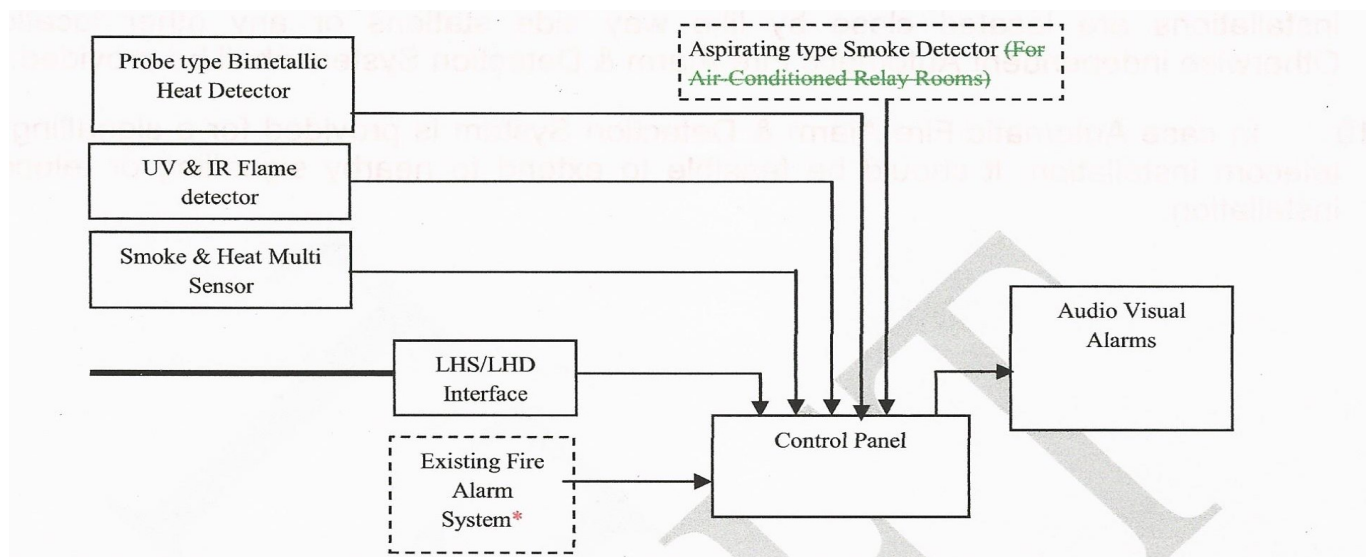 Probe type Bimetallic
Heat Detector
Aspirating type Smoke Detector (For
Air-Conditioned Relay Rooms)
UV & IR Flame
detector
Smoke & Heat Multi
Sensor
Audio Visual
Alarms
LHS/LHD
Interface
Control Panel
Existing Fire
Alarm
System*